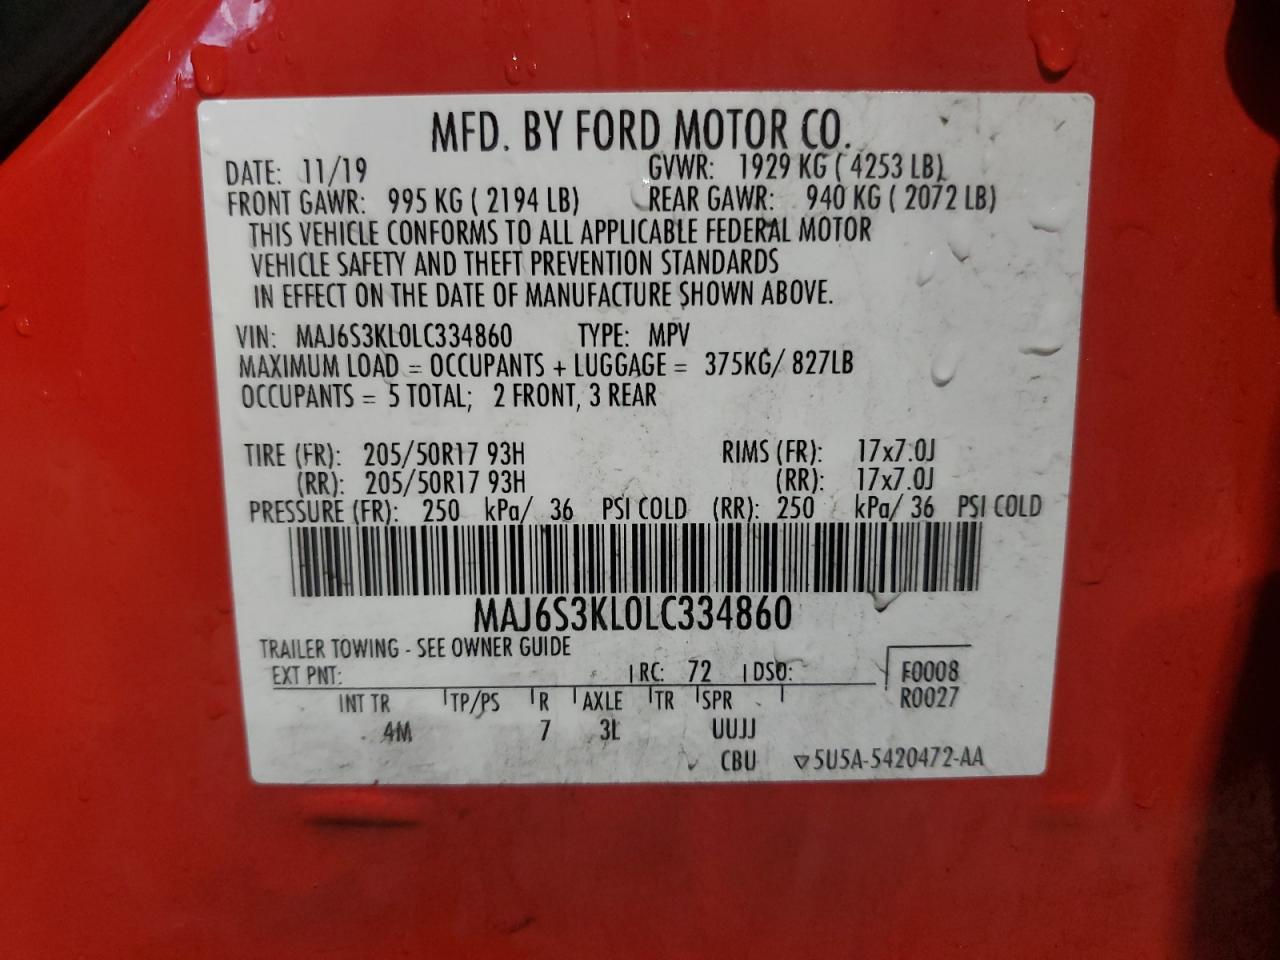 MFD. BY FORD MOTOR CO.
DATE: 11/19 GVWR: 1929 KG ( 4253 LB)
FRONT GAWR: 995 KG ( 2194 LB) REAR GAWR: 940 KG ( 2072 LB)
THIS VEHICLE CONFORMS TO ALL APPLICABLE FEDERAL MOTOR
VEHICLE SAFETY AND THEFT PREVENTION STANDARDS
IN EFFECT ON THE DATE OF MANUFACTURE SHOWN ABOVE.
VIN: MAJ6S3KL0LC334860 TYPE: MPV
MAXIMUM LOAD = OCCUPANTS + LUGGAGE = 375KG/ 827LB
OCCUPANTS = 5 TOTAL; 2 FRONT, 3 REAR
TIRE (FR): 205/50R17 93H RIMS (FR): 17x7.0J
(RR): 205/50R17 93H (RR): 17x7.0J
PRESSURE (FR): 250 kPa/ 36 PSI COLD (RR): 250 kPa/ 36 PSI COLD
MAJ6S3KL0LC334860
TRAILER TOWING - SEE OWNER GUIDE
EXT PNT: RC: 72 DSO: F0008
INT TR TP/PS R AXLE TR SPR R0027
4M 7 3L UUJJ
CBU ▽5U5A-5420472-AA